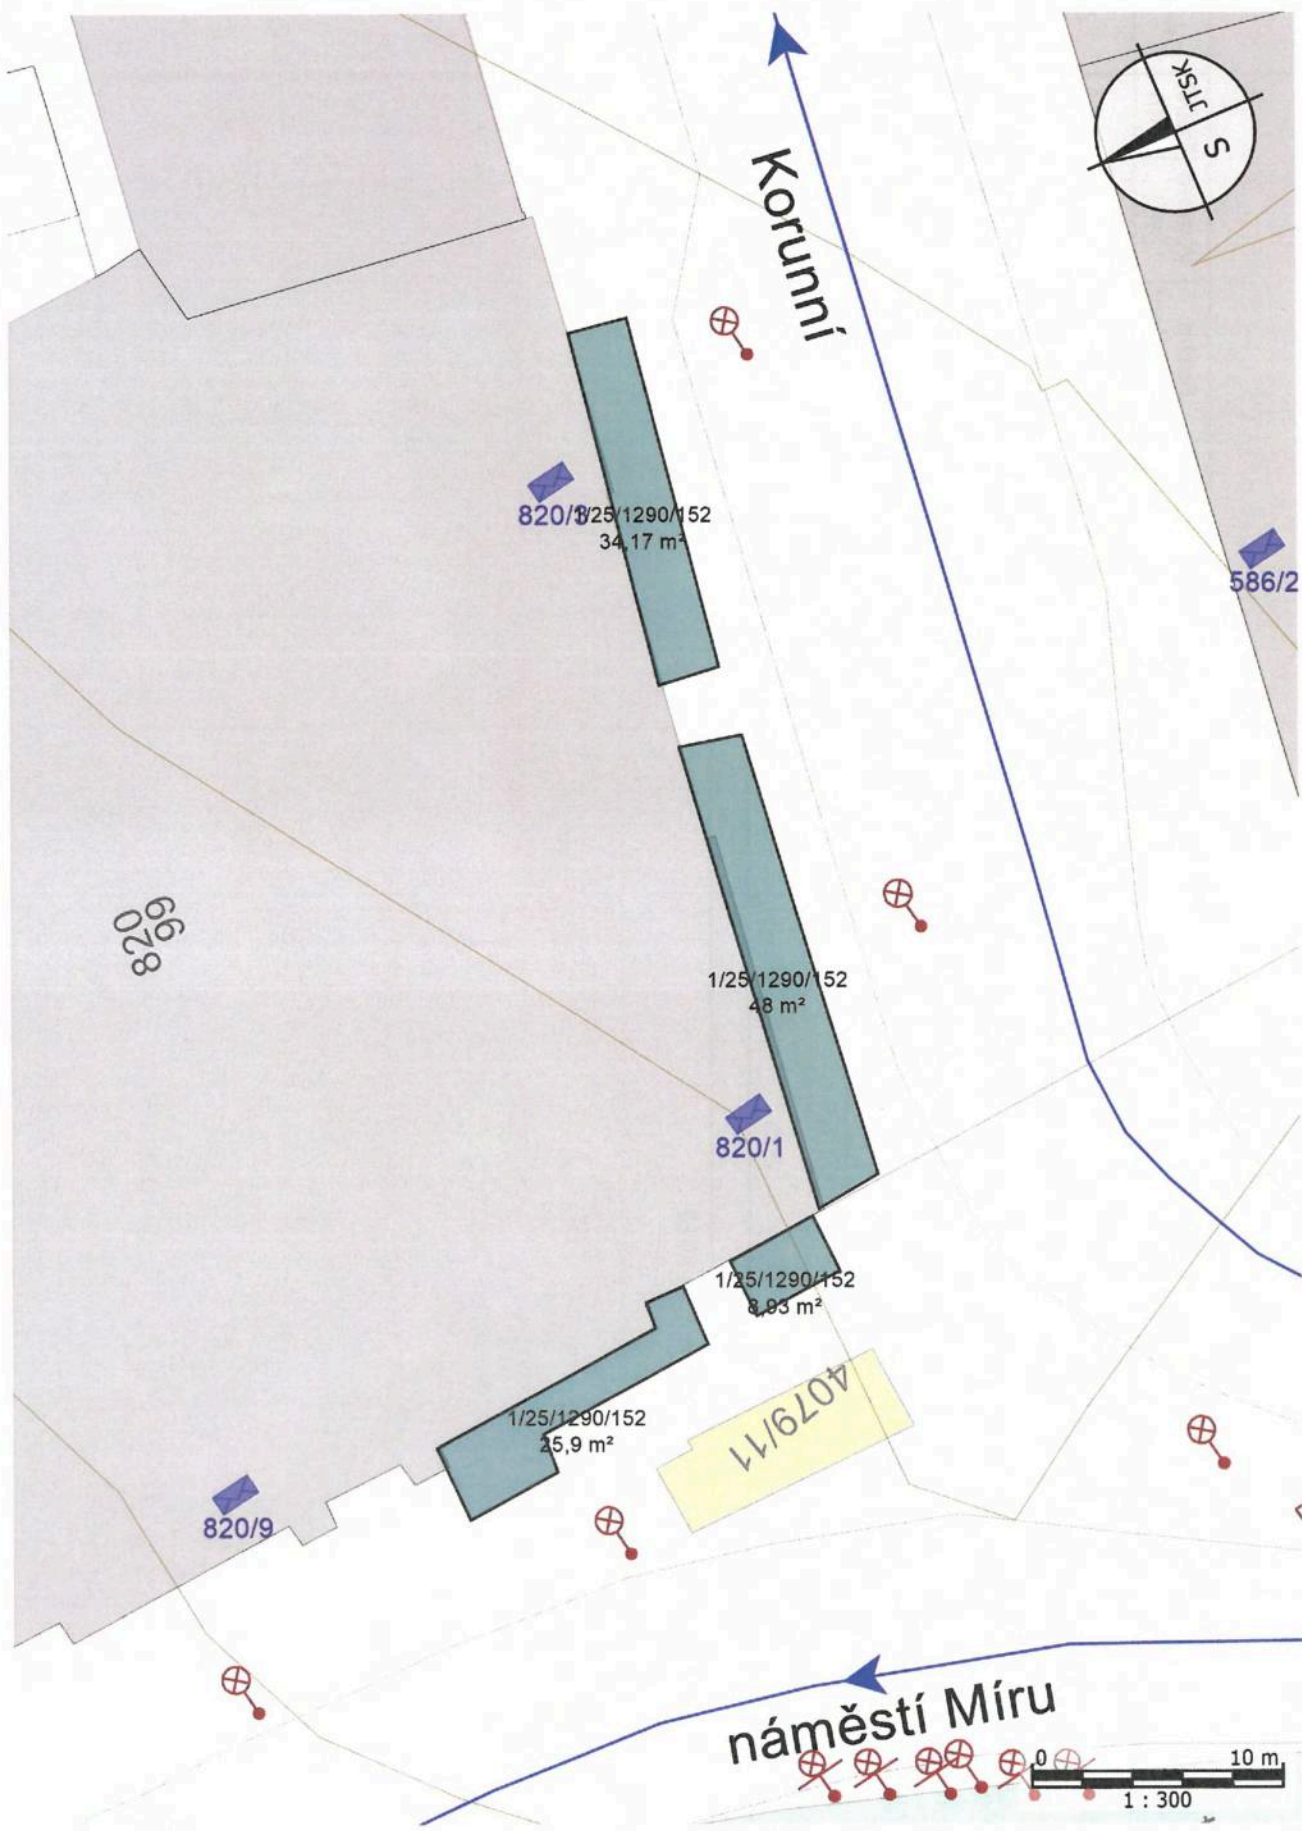 JTSK
S
Korunní
820/3
1/25/1290/152
34,17 m²
586/2
820
99
1/25/1290/152
48 m²
820/1
1/25/1290/152
8,93 m²
1/25/1290/152
25,9 m²
4079/11
820/9
náměstí Míru
0 10 m
1 : 300